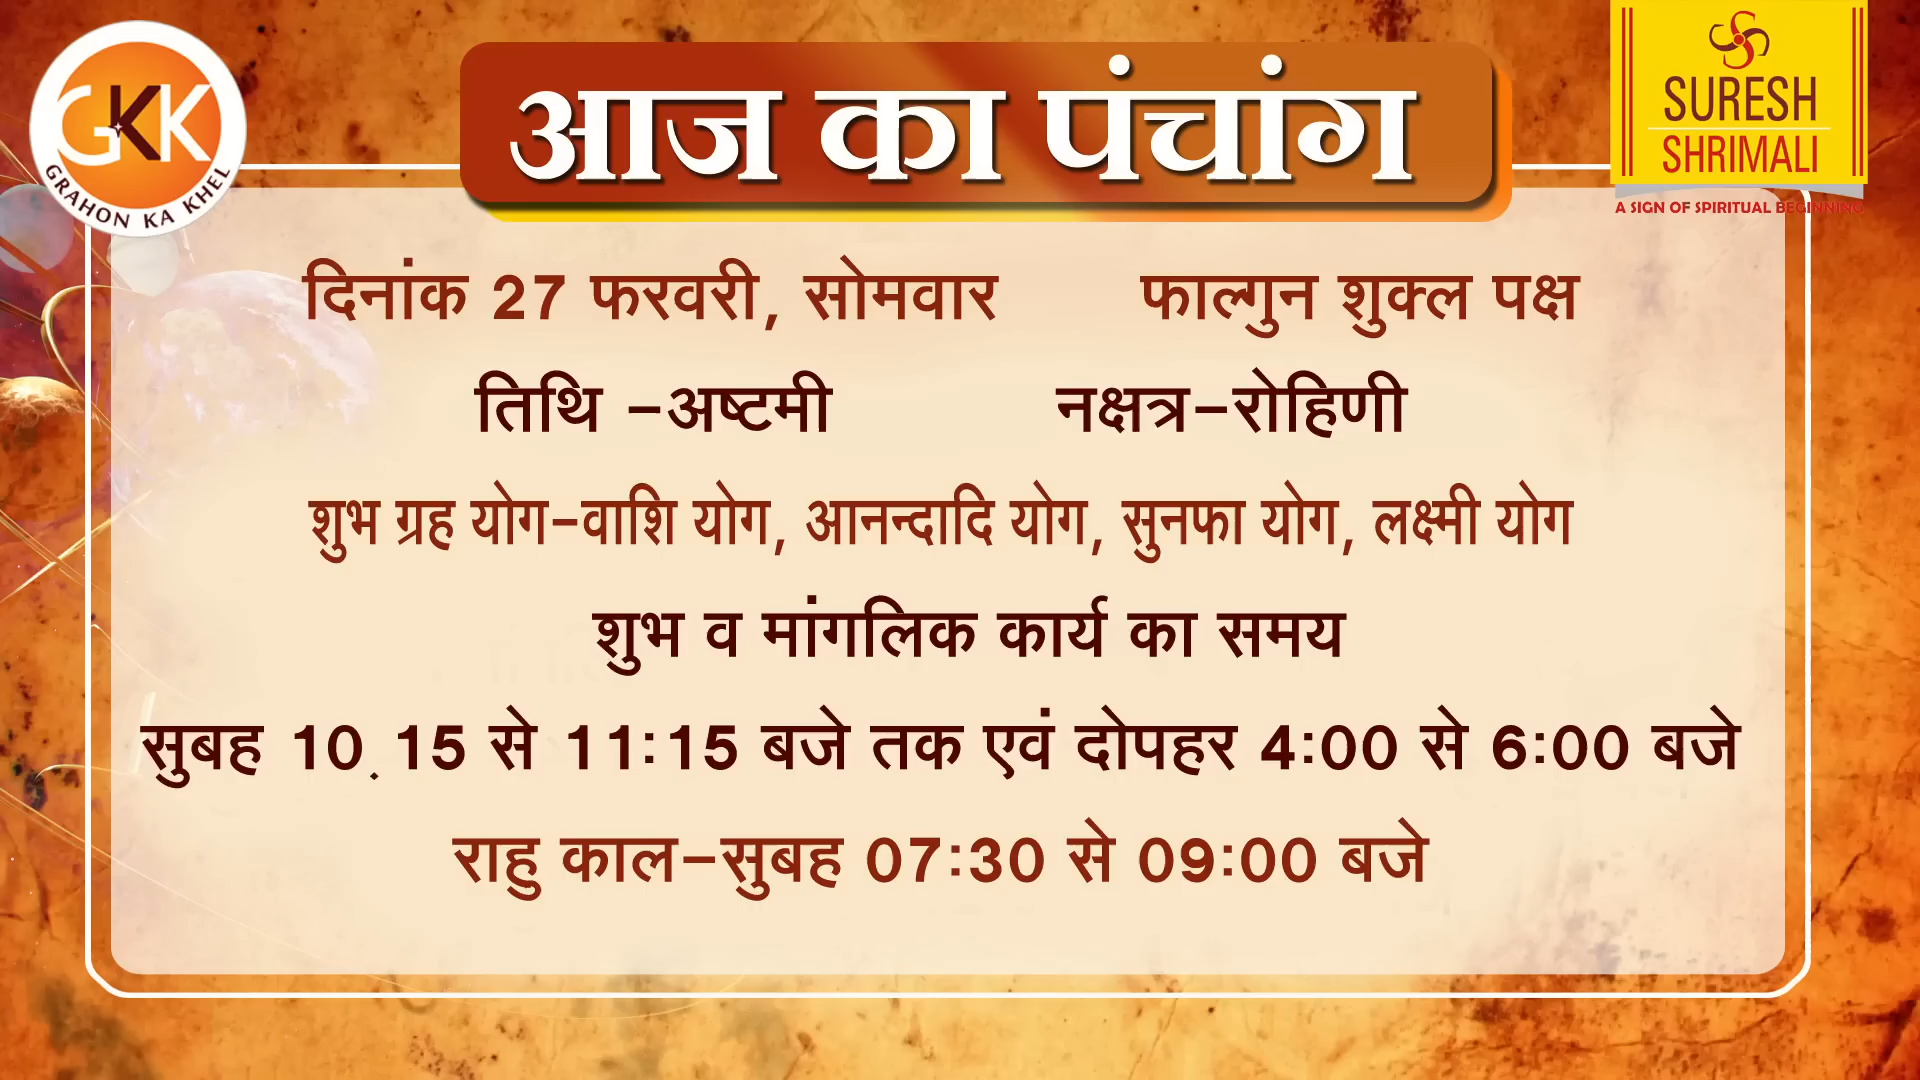 GKK
GRAHON KA KHEL
आज का पंचांग
SURESH
SHRIMALI
A SIGN OF SPIRITUAL BEGINNING
दिनांक 27 फरवरी, सोमवार फाल्गुन शुक्ल पक्ष
तिथि -अष्टमी नक्षत्र-रोहिणी
शुभ ग्रह योग-वाशि योग, आनन्दादि योग, सुनफा योग, लक्ष्मी योग
शुभ व मांगलिक कार्य का समय
सुबह 10.15 से 11:15 बजे तक एवं दोपहर 4:00 से 6:00 बजे
राहु काल-सुबह 07:30 से 09:00 बजे